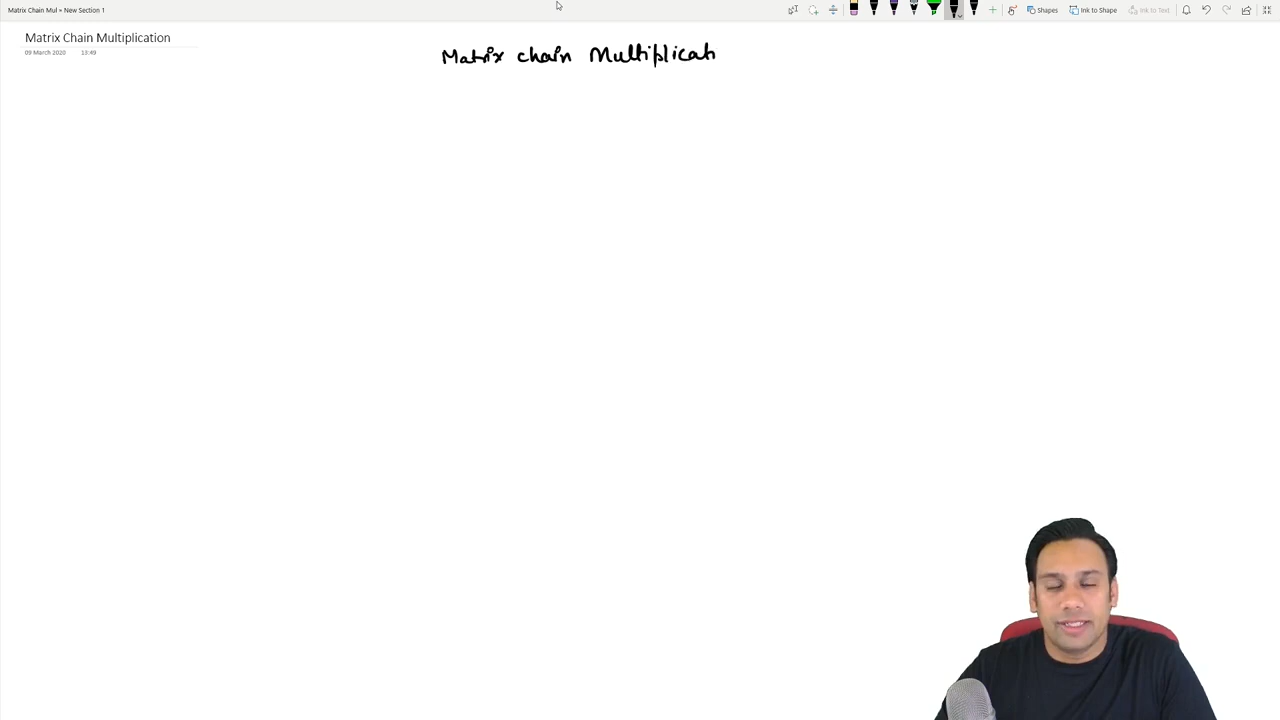 Matrix Chain Mul « New Section 1
Shapes
Ink to Shape
Ink to Text
Matrix Chain Multiplication
09 March 2020 13:49
Matrix chain Multiplicati